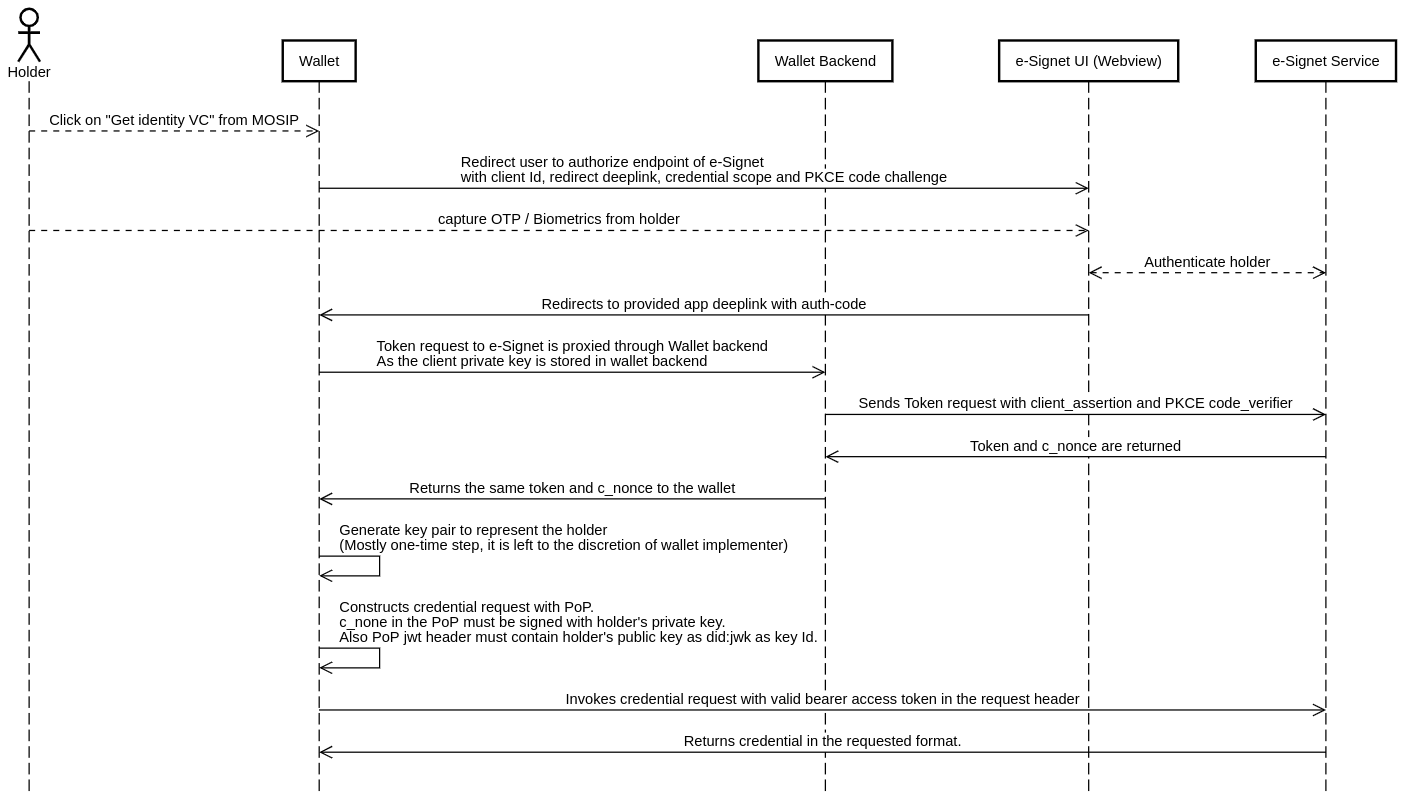 Holder
Wallet
Wallet Backend
e-Signet UI (Webview)
e-Signet Service
Click on "Get identity VC" from MOSIP
Redirect user to authorize endpoint of e-Signet
with client Id, redirect deeplink, credential scope and PKCE code challenge
capture OTP / Biometrics from holder
Authenticate holder
Redirects to provided app deeplink with auth-code
Token request to e-Signet is proxied through Wallet backend
As the client private key is stored in wallet backend
Sends Token request with client_assertion and PKCE code_verifier
Token and c_nonce are returned
Returns the same token and c_nonce to the wallet
Generate key pair to represent the holder
(Mostly one-time step, it is left to the discretion of wallet implementer)
Constructs credential request with PoP.
c_none in the PoP must be signed with holder's private key.
Also PoP jwt header must contain holder's public key as did:jwk as key Id.
Invokes credential request with valid bearer access token in the request header
Returns credential in the requested format.